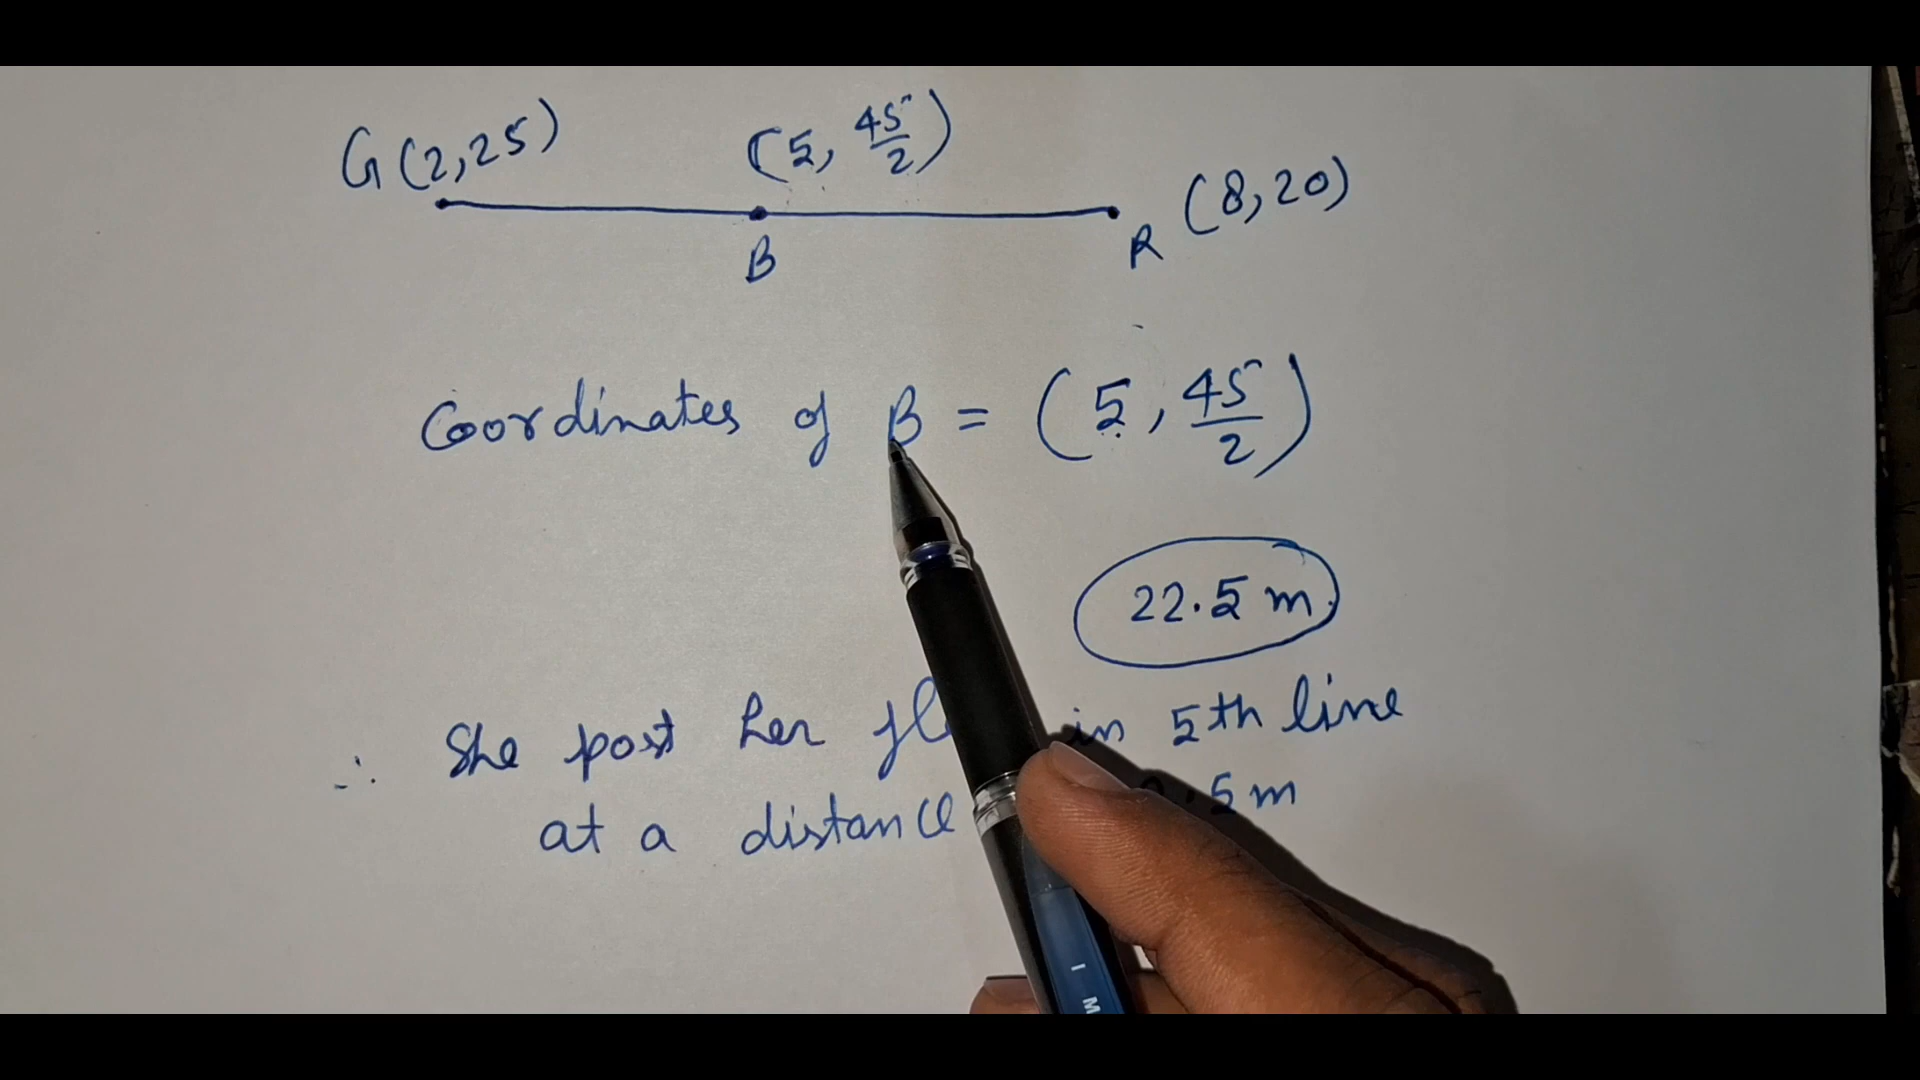 G(2,25) (5, 45/2) (8,20)
B R
Coordinates of B = (5, 45/2)
22.5 m
∴ She post her in 5th line
at a distance .5m
I M